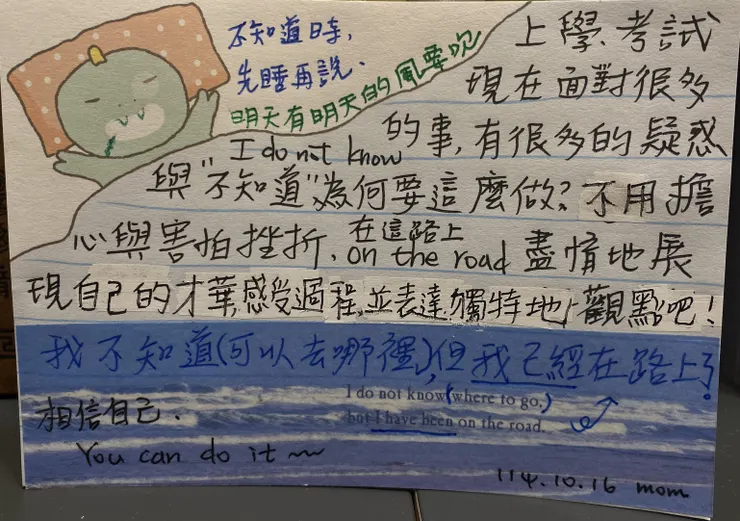 不知道時,
先睡再說.
明天有明天的風要吹
上學、考試
現在面對很多
的事,有很多的疑惑
I do not know
與"不知道"為何要這麼做?不用擔
心與害怕挫折.在這路上
on the road 盡情地展
現自己的才華,感受過程,並表達獨特地觀點吧!
我不知道(可以去哪裡),但我已經在路上了
I do not know (where to go,)
but I have been on the road.
相信自己.
You can do it~~
114.10.16 mom